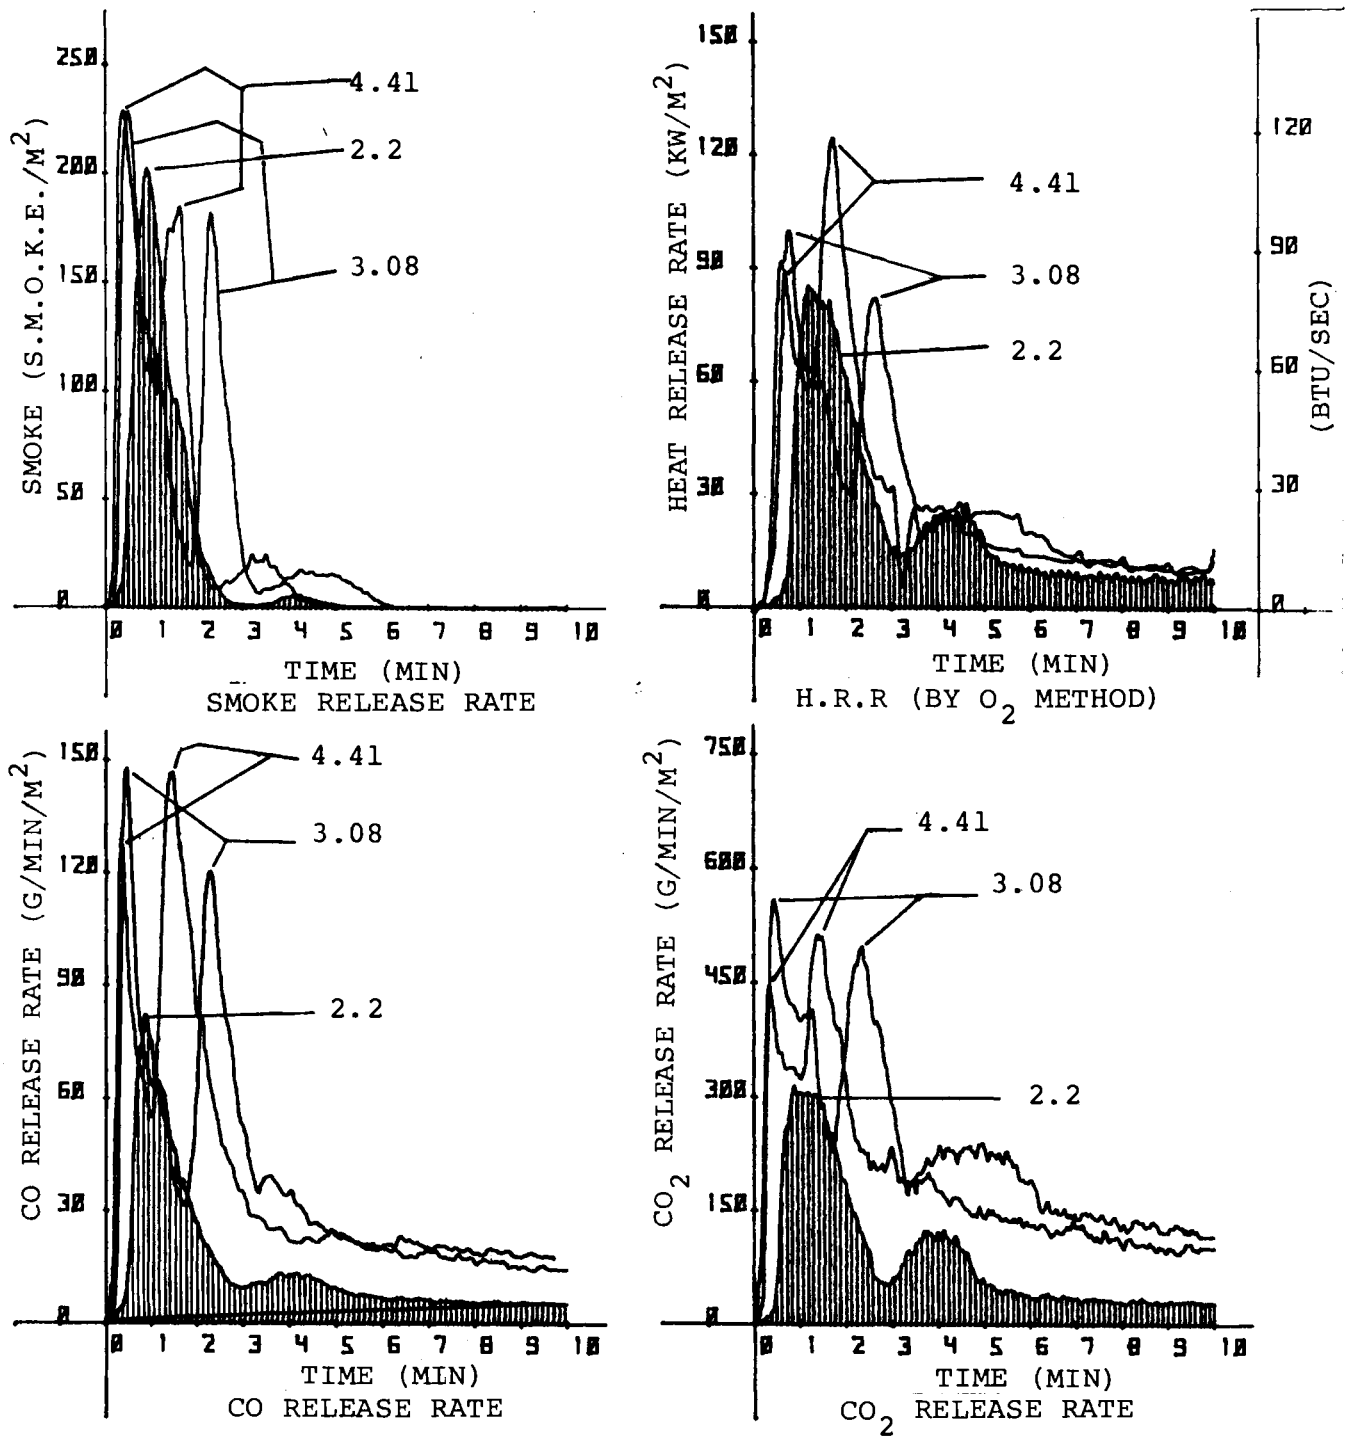 SMOKE (S.M.O.K.E./M2)
250
200
150
100
50
0
4.41
2.2
3.08
0 1 2 3 4 5 6 7 8 9 10
TIME (MIN)
SMOKE RELEASE RATE
HEAT RELEASE RATE (KW/M2)
150
120
90
60
30
0
4.41
3.08
2.2
120
90
60
30
0
(BTU/SEC)
0 1 2 3 4 5 6 7 8 9 10
TIME (MIN)
H.R.R (BY O2 METHOD)
CO RELEASE RATE (G/MIN/M2)
150
120
90
60
30
0
4.41
3.08
2.2
0 1 2 3 4 5 6 7 8 9 10
TIME (MIN)
CO RELEASE RATE
CO2 RELEASE RATE (G/MIN/M2)
750
600
450
300
150
0
4.41
3.08
2.2
0 1 2 3 4 5 6 7 8 9 10
TIME (MIN)
CO2 RELEASE RATE